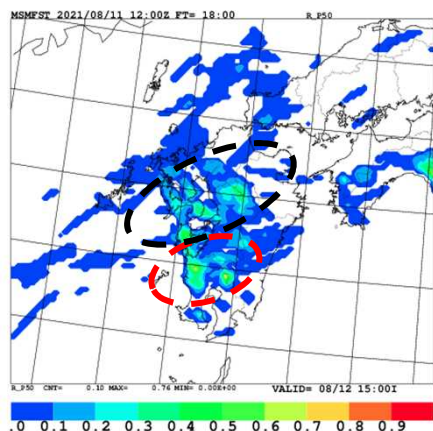 MSMFST 2021/08/11 12:00Z FT= 18:00 R_P50
R_P50 CNT= 0.10 MAX= 0.76 MIN= 0.00E+00 VALID= 08/12 15:00I
.0 0.1 0.2 0.3 0.4 0.5 0.6 0.7 0.8 0.9